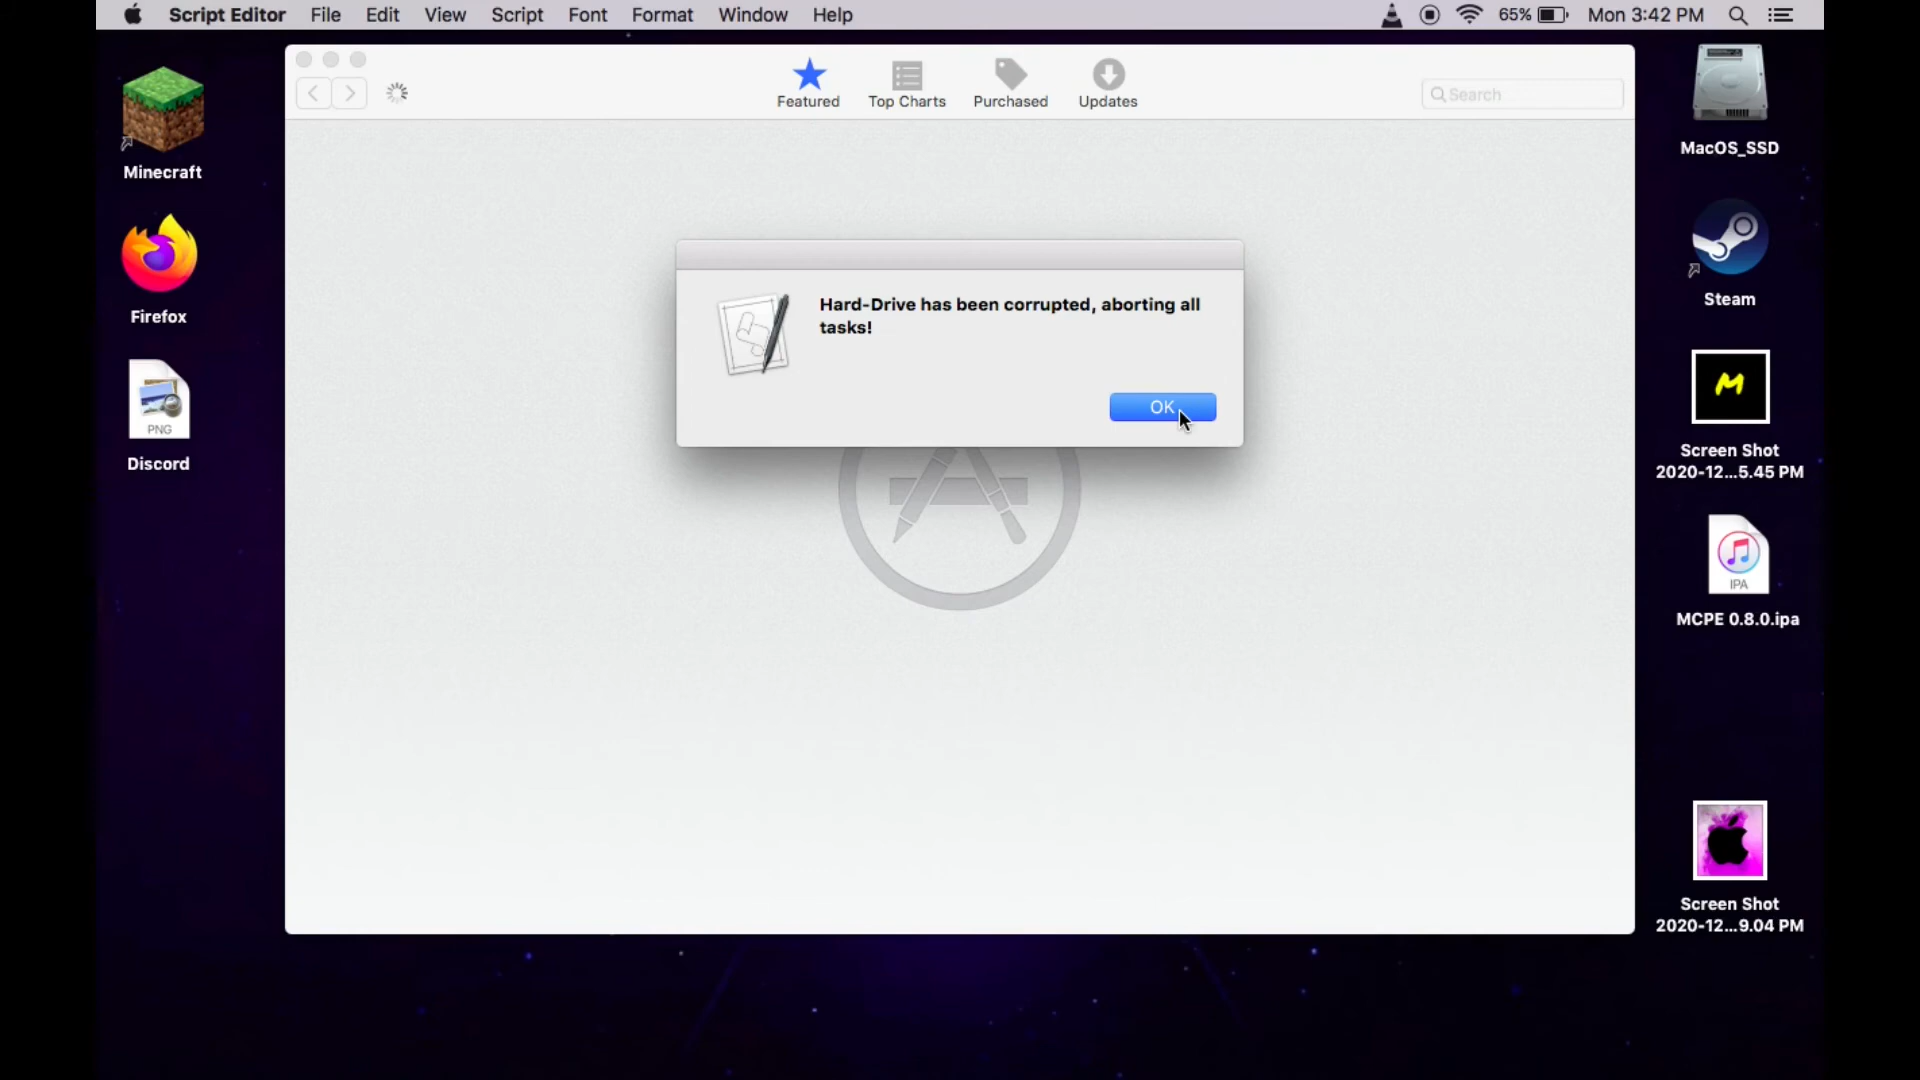 Script Editor File Edit View Script Font Format Window Help 65% Mon 3:42 PM
Featured Top Charts Purchased Updates
Search
Minecraft
Firefox
PNG
Discord
Hard-Drive has been corrupted, aborting all
tasks!
OK
MacOS_SSD
Steam
M
Screen Shot
2020-12...5.45 PM
IPA
MCPE 0.8.0.ipa
Screen Shot
2020-12...9.04 PM